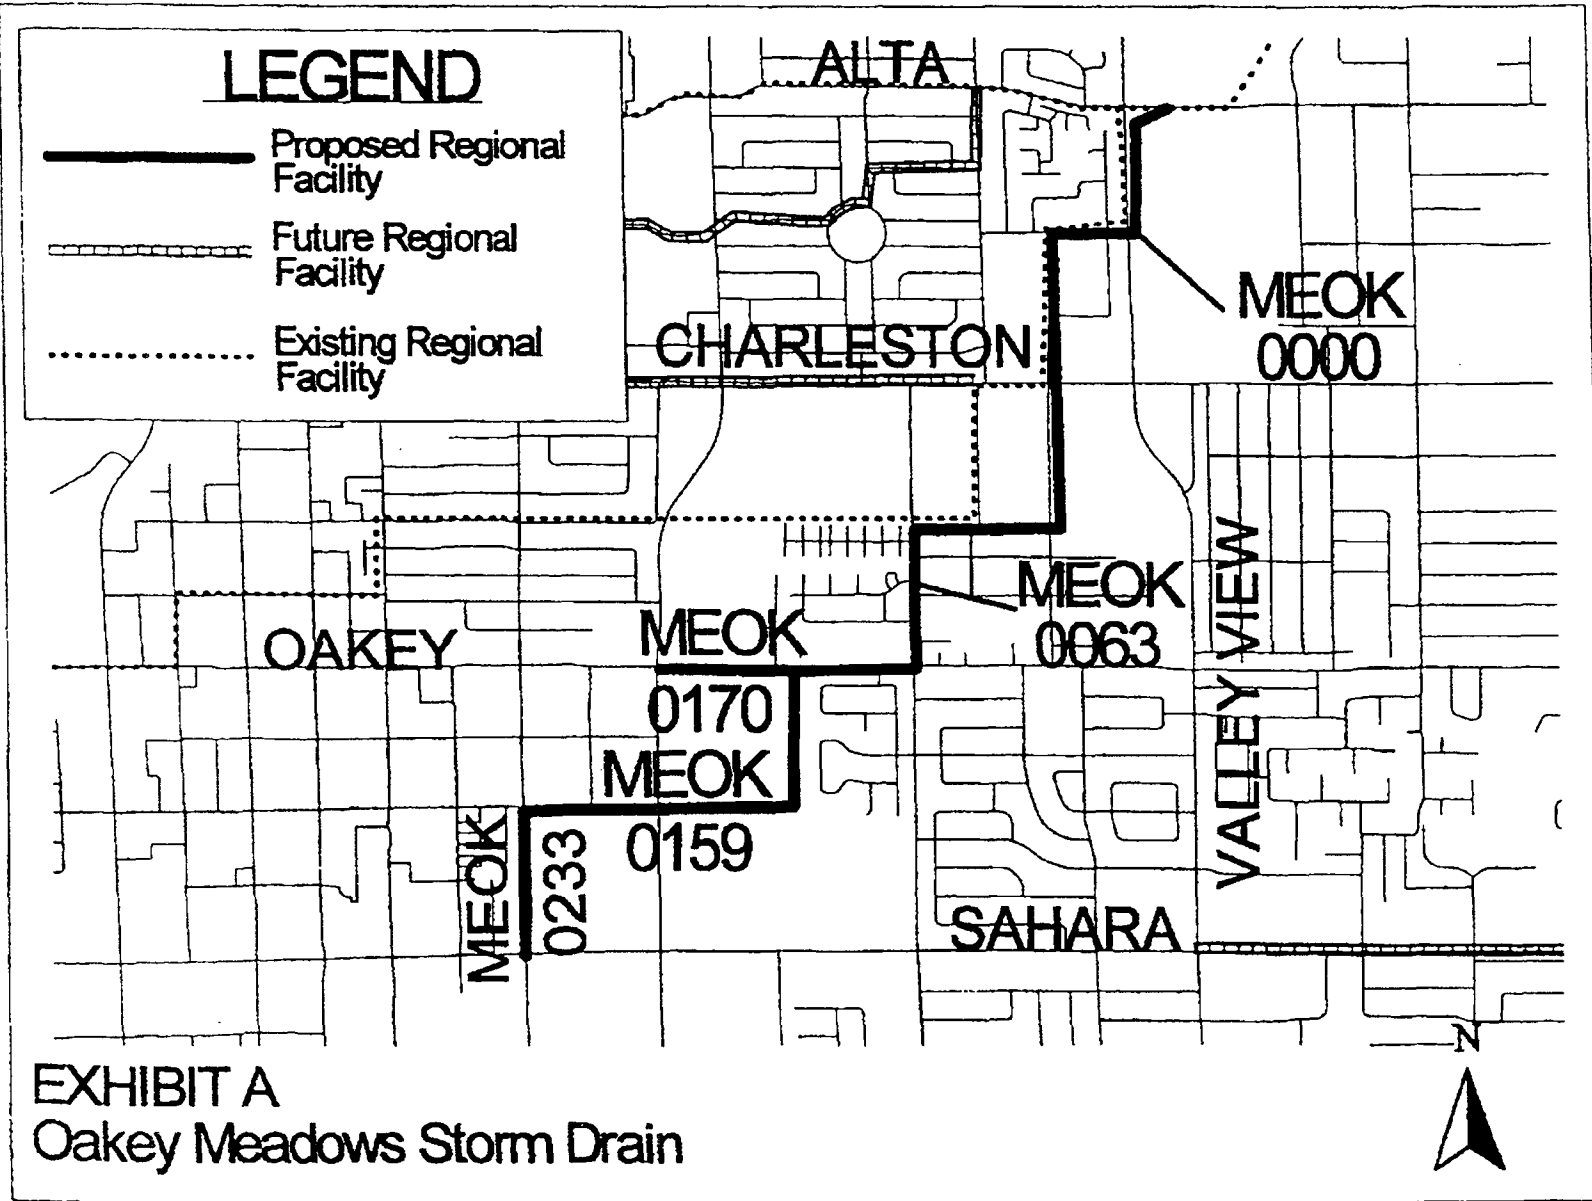 LEGEND
Proposed Regional
Facility
Future Regional
Facility
Existing Regional
Facility
ALTA
MEOK
0000
CHARLESTON
MEOK
0063
VALLEY VIEW
OAKEY
MEOK
0170
MEOK
0159
MEOK
0233
SAHARA
N
EXHIBIT A
Oakey Meadows Storm Drain